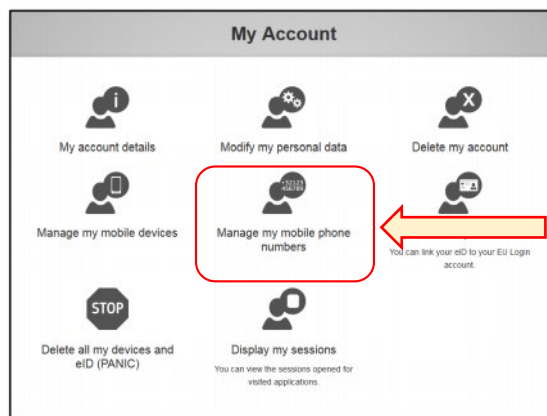 My Account
i
X
My account details
Modify my personal data
Delete my account
+32123
456789
Manage my mobile devices
Manage my mobile phone
numbers
You can link your eID to your EU Login
account.
STOP
Delete all my devices and
eID (PANIC)
Display my sessions
You can view the sessions opened for
visited applications.